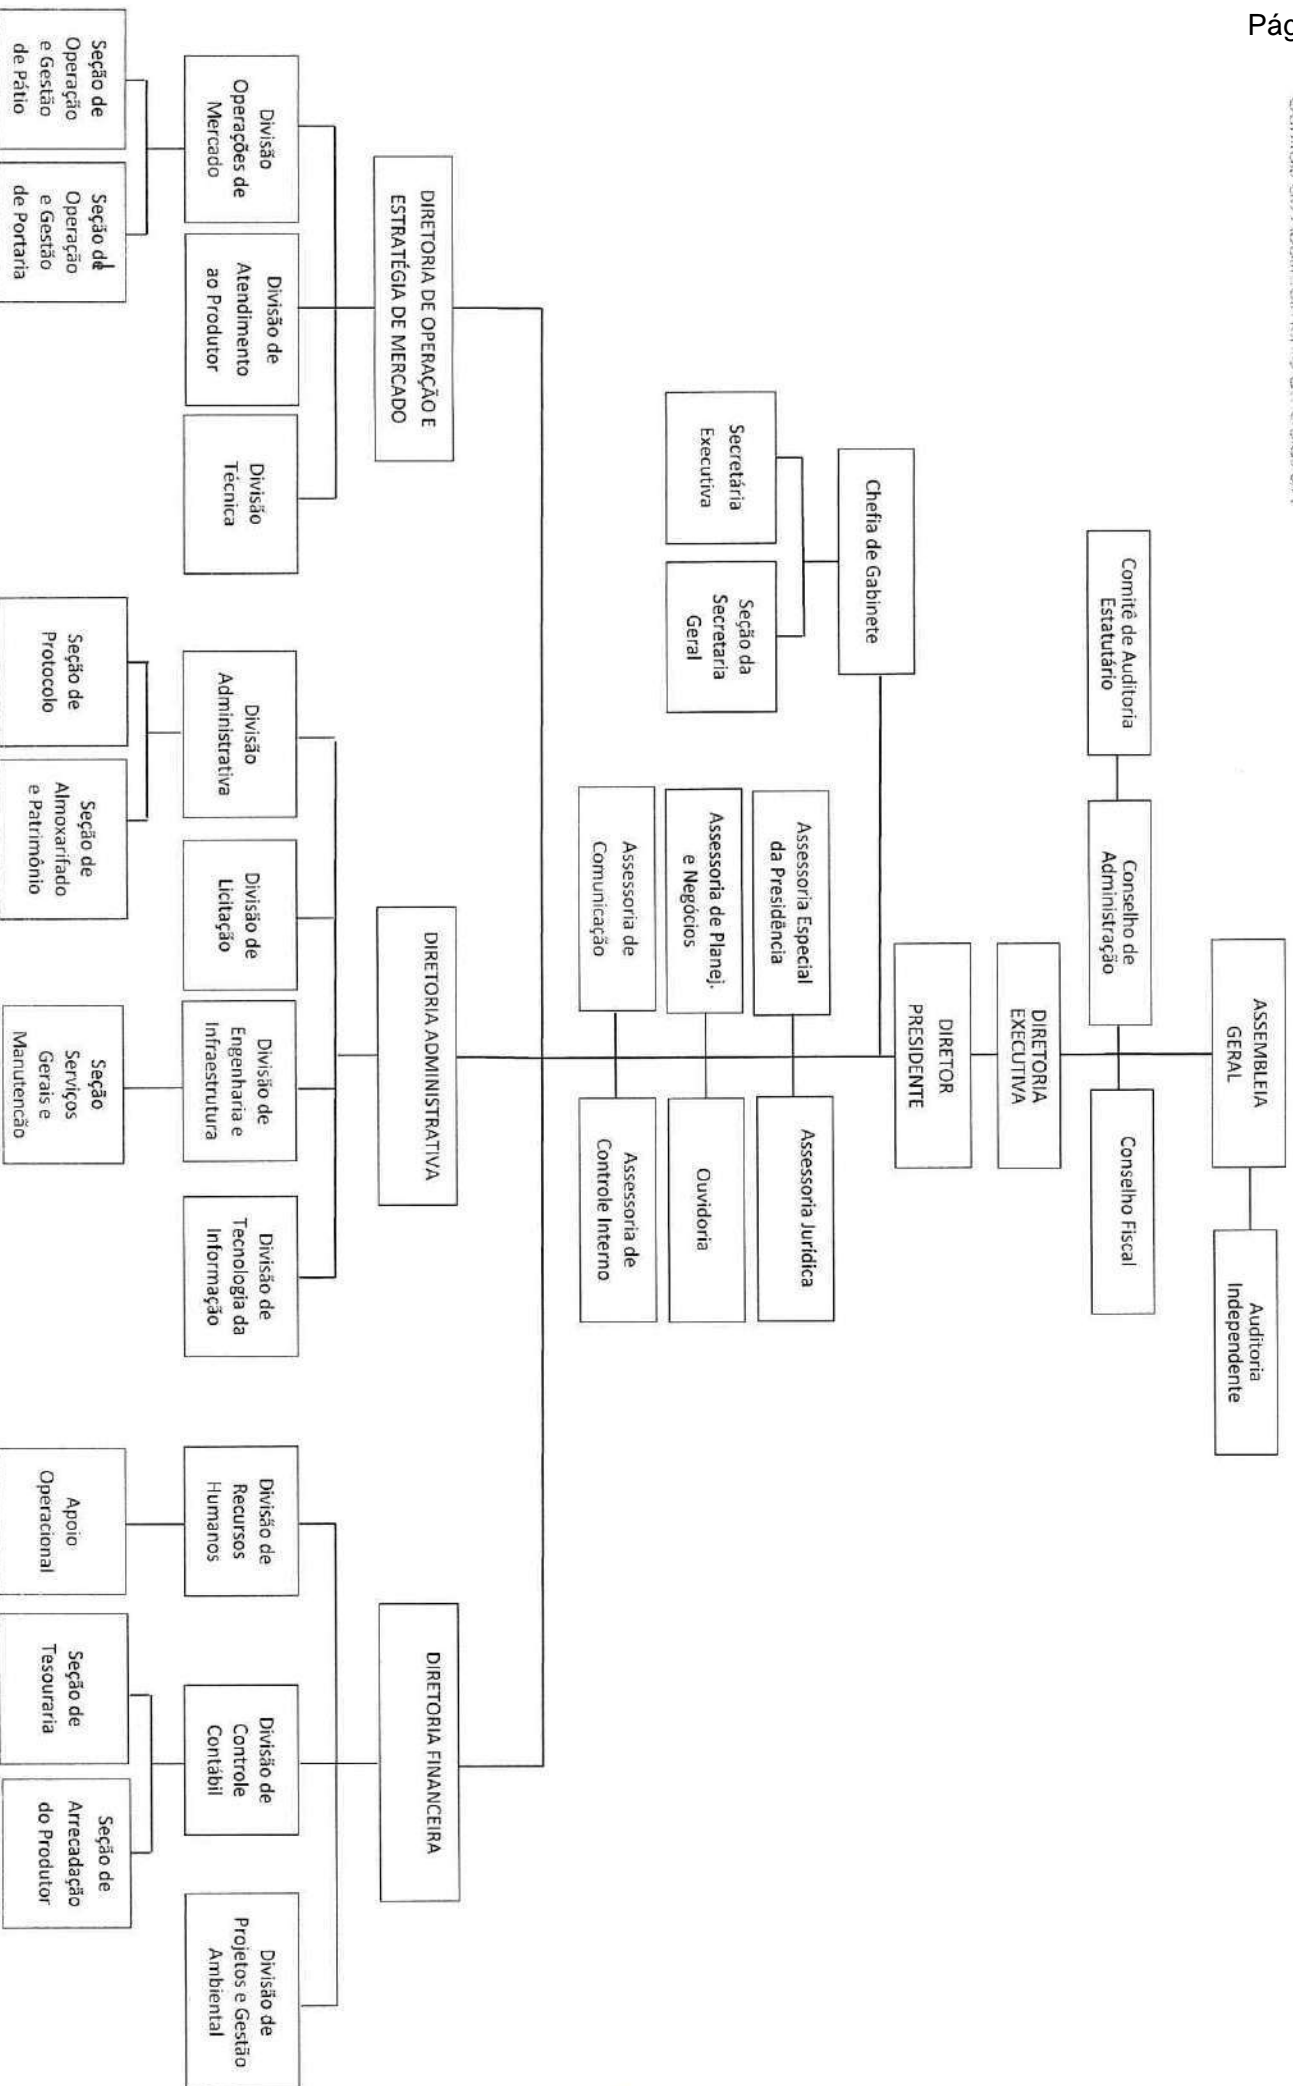 Pág
ASSEMBLEIA
GERAL
Auditoria
Independente
Comitê de Auditoria
Estatutário
Conselho de
Administração
Conselho Fiscal
DIRETORIA
EXECUTIVA
DIRETOR
PRESIDENTE
Chefia de Gabinete
Secretária
Executiva
Seção da
Secretaria
Geral
Assessoria Especial
da Presidência
Assessoria Jurídica
Assessoria de Planej.
e Negócios
Ouvidoria
Assessoria de
Comunicação
Assessoria de
Controle Interno
DIRETORIA DE OPERAÇÃO E
ESTRATÉGIA DE MERCADO
DIRETORIA ADMINISTRATIVA
DIRETORIA FINANCEIRA
Divisão
Operações de
Mercado
Divisão de
Atendimento
ao Produtor
Divisão
Técnica
Divisão
Administrativa
Divisão de
Licitação
Divisão de
Engenharia e
Infraestrutura
Divisão de
Tecnologia da
Informação
Divisão de
Recursos
Humanos
Divisão de
Controle
Contábil
Divisão de
Projetos e Gestão
Ambiental
Seção de
Operação
e Gestão
de Pátio
Seção de
Operação
e Gestão
de Portaria
Seção de
Protocolo
Seção de
Almoxarifado
e Patrimônio
Seção
Serviços
Gerais e
Manutencão
Apoio
Operacional
Seção de
Tesouraria
Seção de
Arrecadação
do Produtor